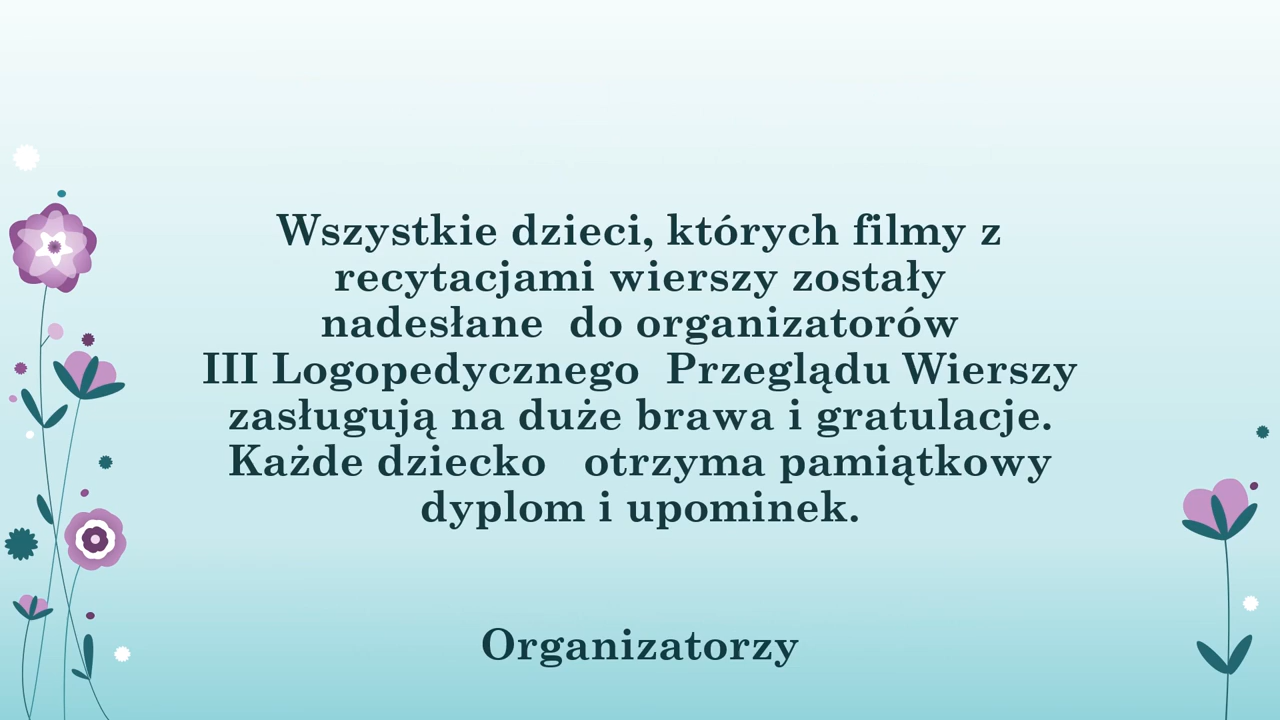 Wszystkie dzieci, których filmy z
recytacjami wierszy zostały
nadesłane  do organizatorów
III Logopedycznego  Przeglądu Wierszy
zasługują na duże brawa i gratulacje.
Każde dziecko   otrzyma pamiątkowy
dyplom i upominek.
Organizatorzy